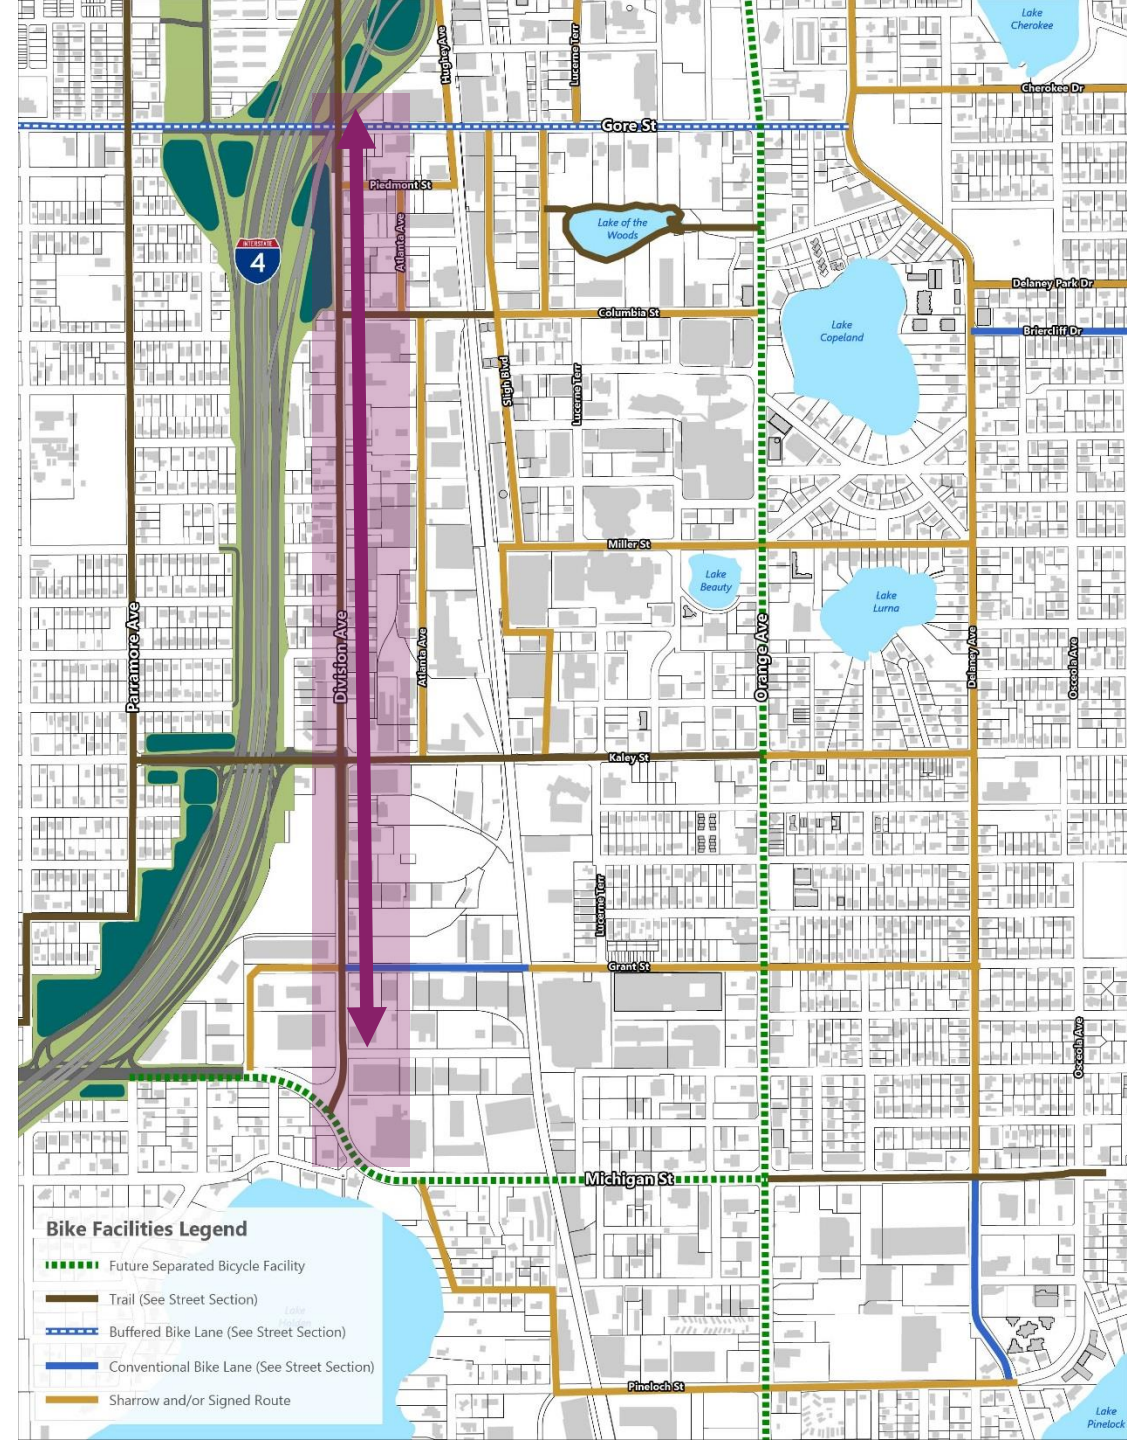 Lake
Cherokee
Hughey Ave
Lucerne Terr
Cherokee Dr
Gore St
Piedmont St
Lake of the
Woods
Atlanta Ave
INTERSTATE
4
Delaney Park Dr
Columbia St
Briercliff Dr
Lake
Copeland
Sligh Blvd
Lucerne Terr
Miller St
Lake
Beauty
Lake
Lurna
Parramore Ave
Division Ave
Atlanta Ave
Orange Ave
Delaney Ave
Osceola Ave
Kaley St
Lucerne Terr
Grant St
Osceola Ave
Michigan St
Bike Facilities Legend
Future Separated Bicycle Facility
Trail (See Street Section)
Lake
Buffered Bike Lane (See Street Section)
Conventional Bike Lane (See Street Section)
Sharrow and/or Signed Route
Pineloch St
Lake
Pinelock